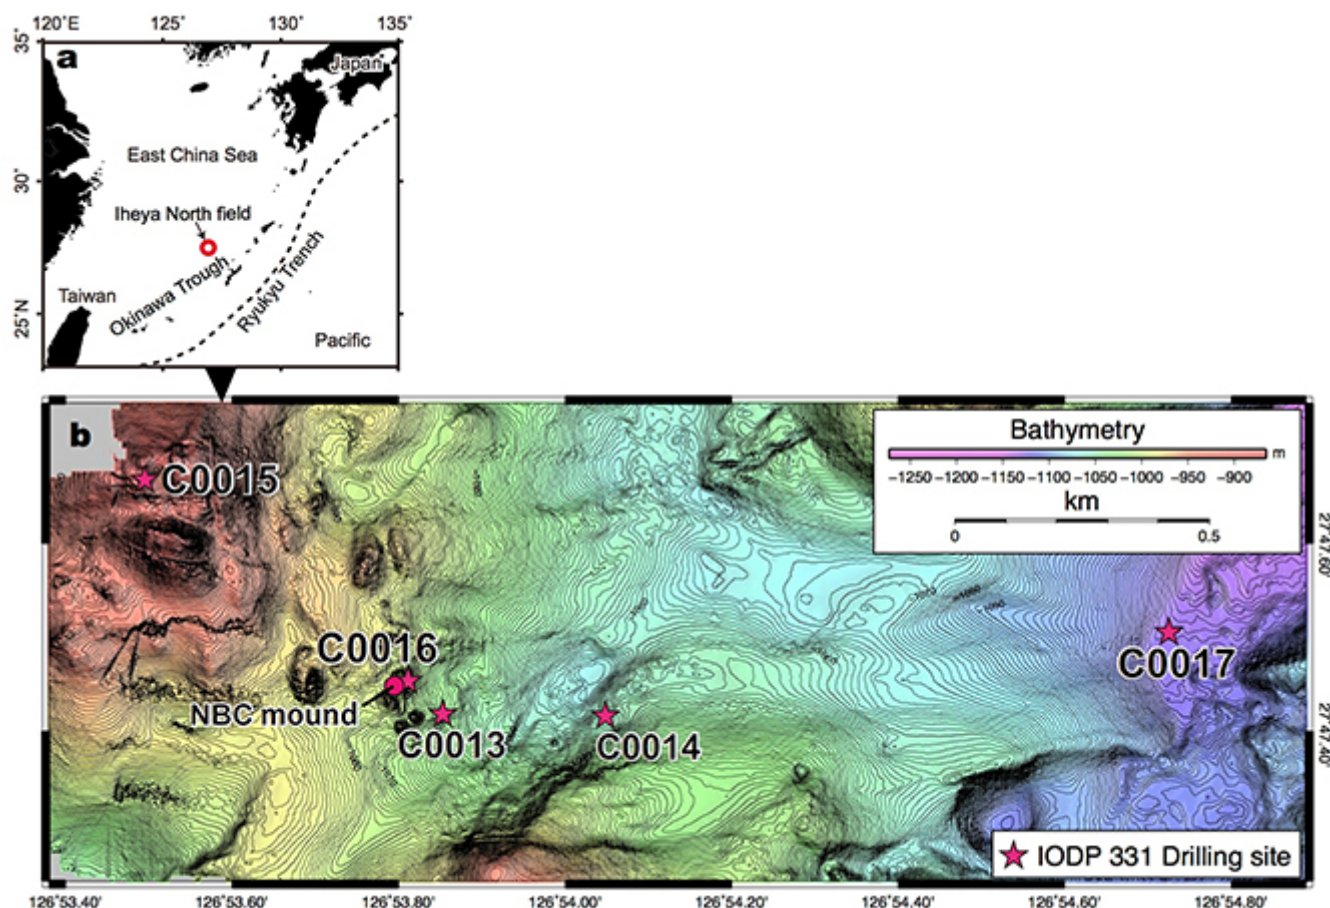 120°E 125° 130° 135°
35°
a
Japan
East China Sea
30°
Iheya North field
Okinawa Trough
Ryukyu Trench
Taiwan
25°N
Pacific
b
C0015
Bathymetry
m
−1250 −1200 −1150 −1100 −1050 −1000 −950 −900
km
0 0.5
27°47.60'
C0016
C0017
NBC mound
C0013
C0014
27°47.40'
IODP 331 Drilling site
126°53.40' 126°53.60' 126°53.80' 126°54.00' 126°54.20' 126°54.40' 126°54.60' 126°54.80'